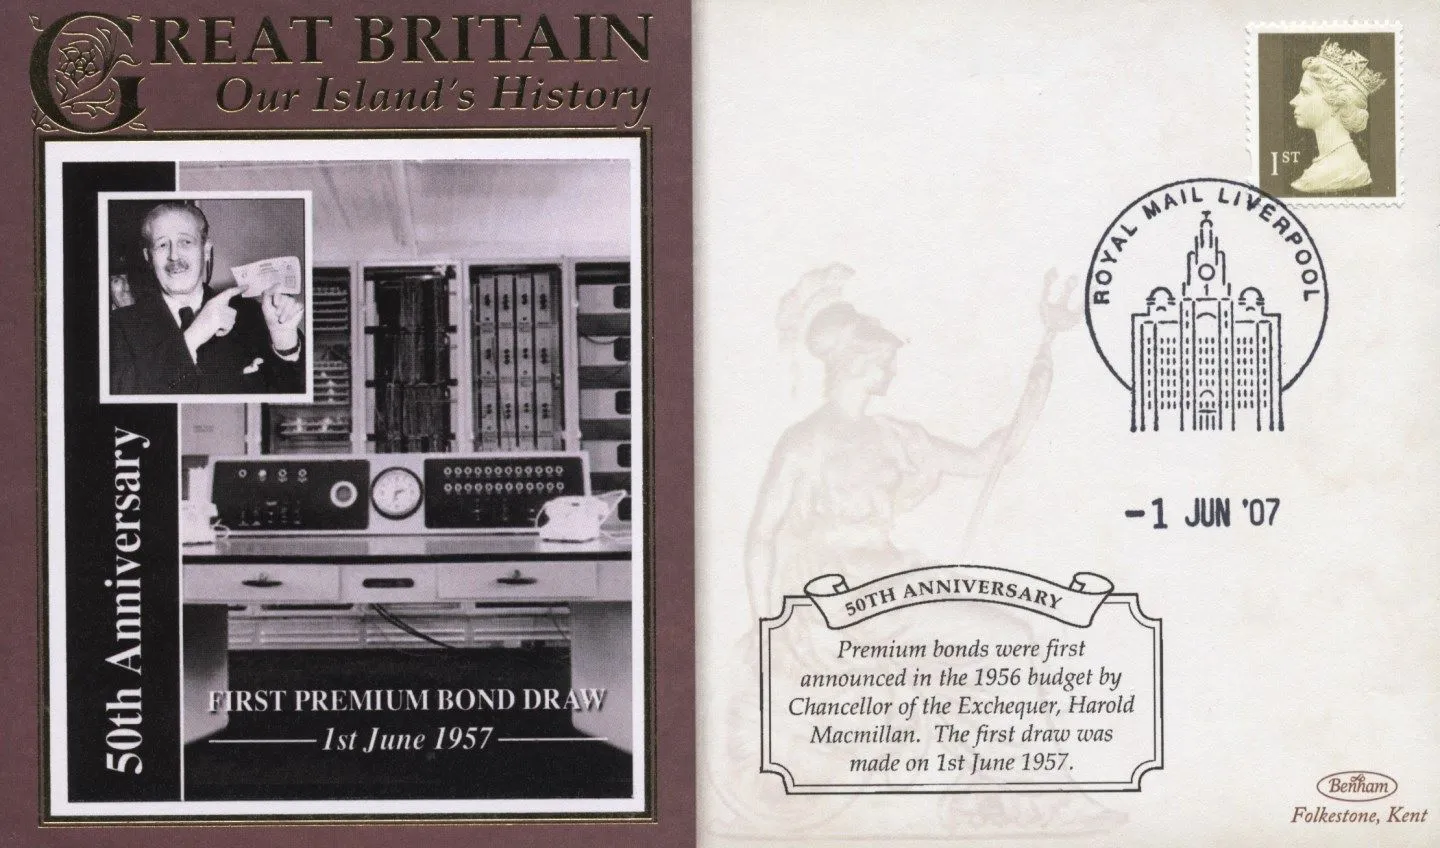 GREAT BRITAIN
Our Island's History
50th Anniversary
FIRST PREMIUM BOND DRAW
1st June 1957
1ST
ROYAL MAIL LIVERPOOL
-1 JUN '07
50TH ANNIVERSARY
Premium bonds were first
announced in the 1956 budget by
Chancellor of the Exchequer, Harold
Macmillan. The first draw was
made on 1st June 1957.
Benham
Folkestone, Kent